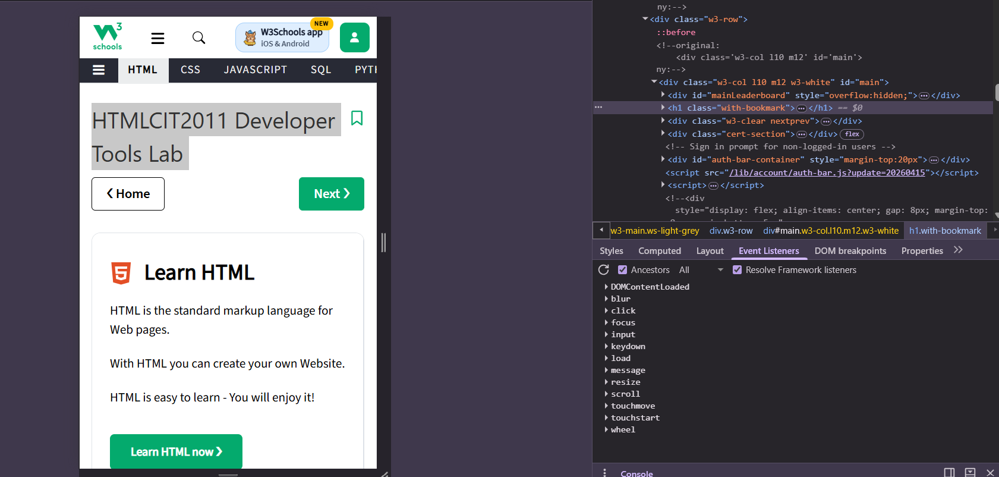 W3
schools
W3Schools app
NEW
iOS & Android
HTML
CSS
JAVASCRIPT
SQL
PYTH
HTMLCIT2011 Developer
Tools Lab
❮ Home
Next ❯
Learn HTML
HTML is the standard markup language for
Web pages.
With HTML you can create your own Website.
HTML is easy to learn - You will enjoy it!
Learn HTML now ❯
ny:-->
<div class="w3-row">
::before
<!--original:
<div class='w3-col l10 m12' id='main'>
ny:-->
<div class="w3-col l10 m12 w3-white" id="main">
<div id="mainLeaderboard" style="overflow:hidden;">…</div>
<h1 class="with-bookmark">…</h1> == $0
<div class="w3-clear nextprev">…</div>
<div class="cert-section">…</div> flex
<!-- Sign in prompt for non-logged-in users -->
<div id="auth-bar-container" style="margin-top:20px">…</div>
<script src="/lib/account/auth-bar.js?update=20260415"></script>
<script>…</script>
<!--<div
style="display: flex; align-items: center; gap: 8px; margin-top:
w3-main.ws-light-grey div.w3-row div#main.w3-col.l10.m12.w3-white h1.with-bookmark
Styles Computed Layout Event Listeners DOM breakpoints Properties
Ancestors All Resolve Framework listeners
DOMContentLoaded
blur
click
focus
input
keydown
load
message
resize
scroll
touchmove
touchstart
wheel
Console